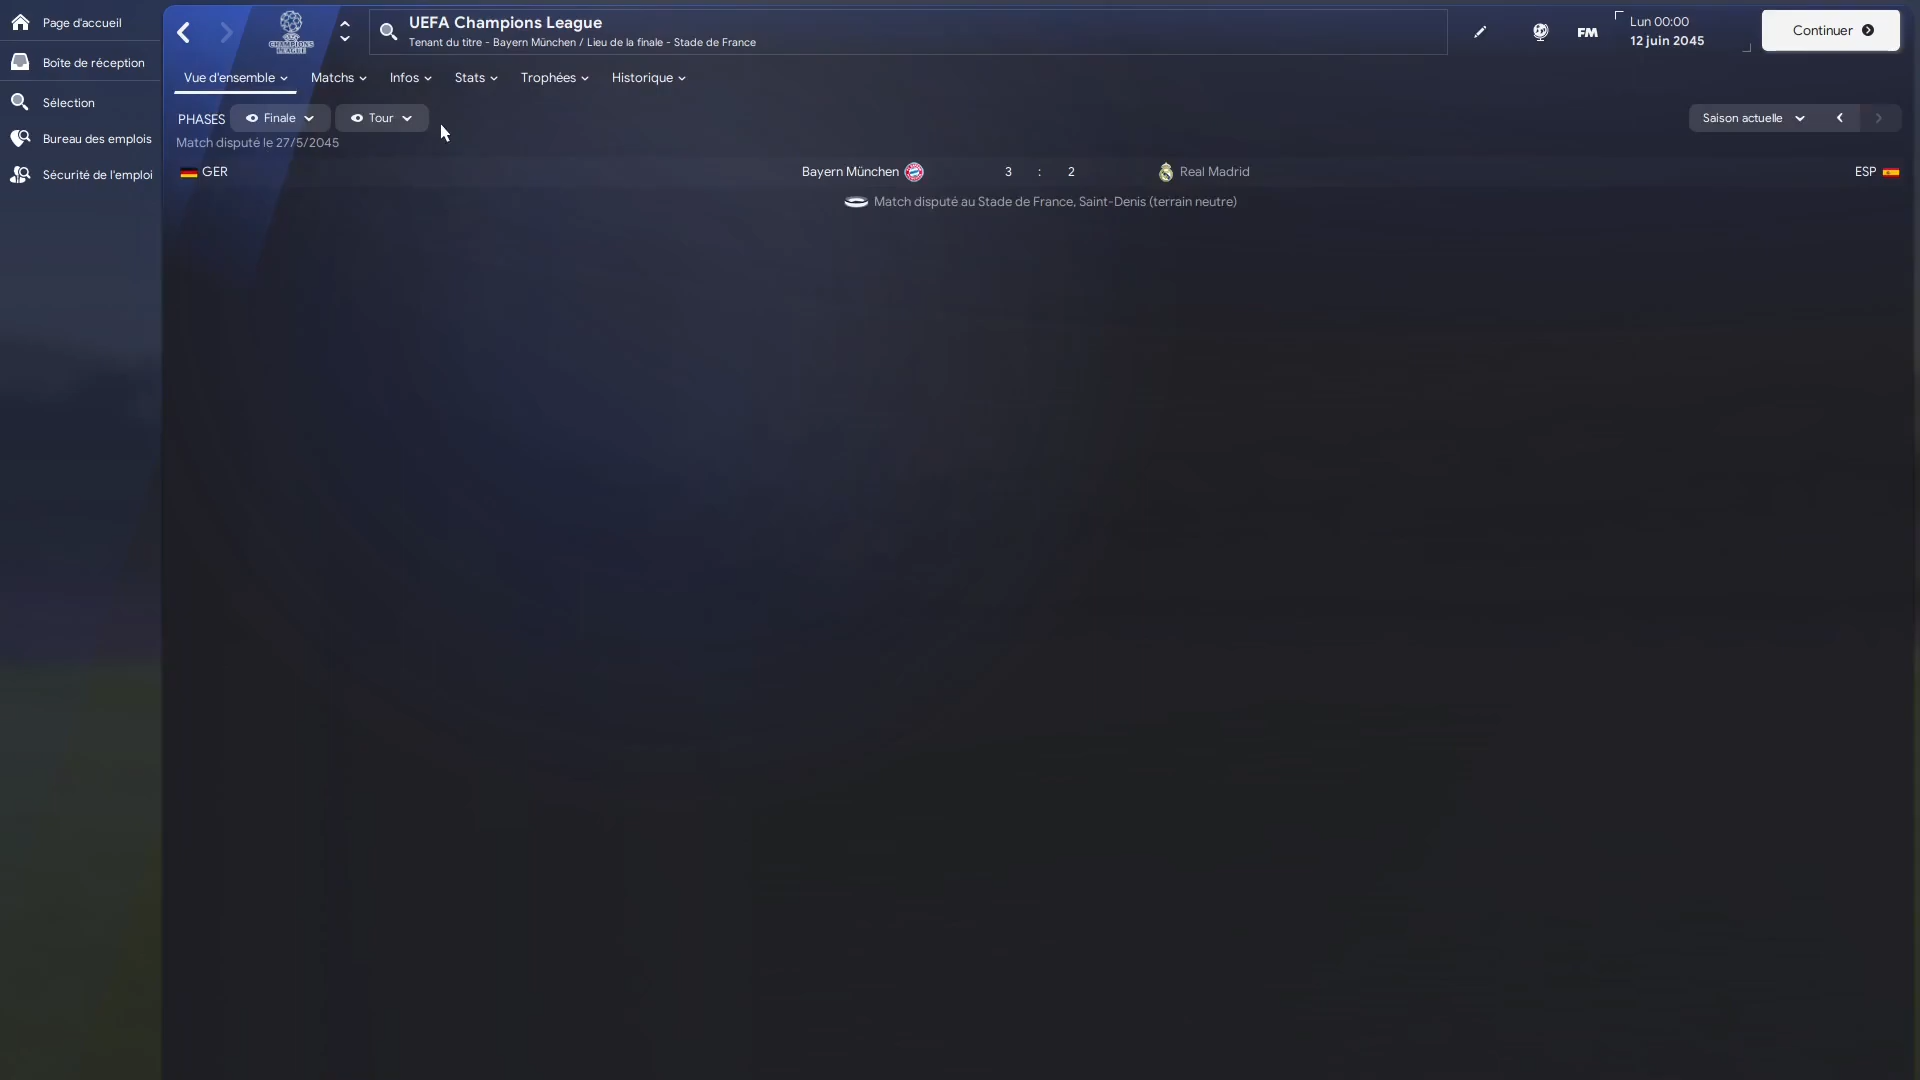 Page d'accueil
Boîte de réception
Sélection
Bureau des emplois
Sécurité de l'emploi
CHAMPIONS LEAGUE
UEFA Champions League
Tenant du titre - Bayern München / Lieu de la finale - Stade de France
FM
Lun 00:00
12 juin 2045
Continuer
Vue d'ensemble
Matchs
Infos
Stats
Trophées
Historique
PHASES
Finale
Tour
Saison actuelle
Match disputé le 27/5/2045
GER
Bayern München
3 : 2
Real Madrid
ESP
Match disputé au Stade de France, Saint-Denis (terrain neutre)